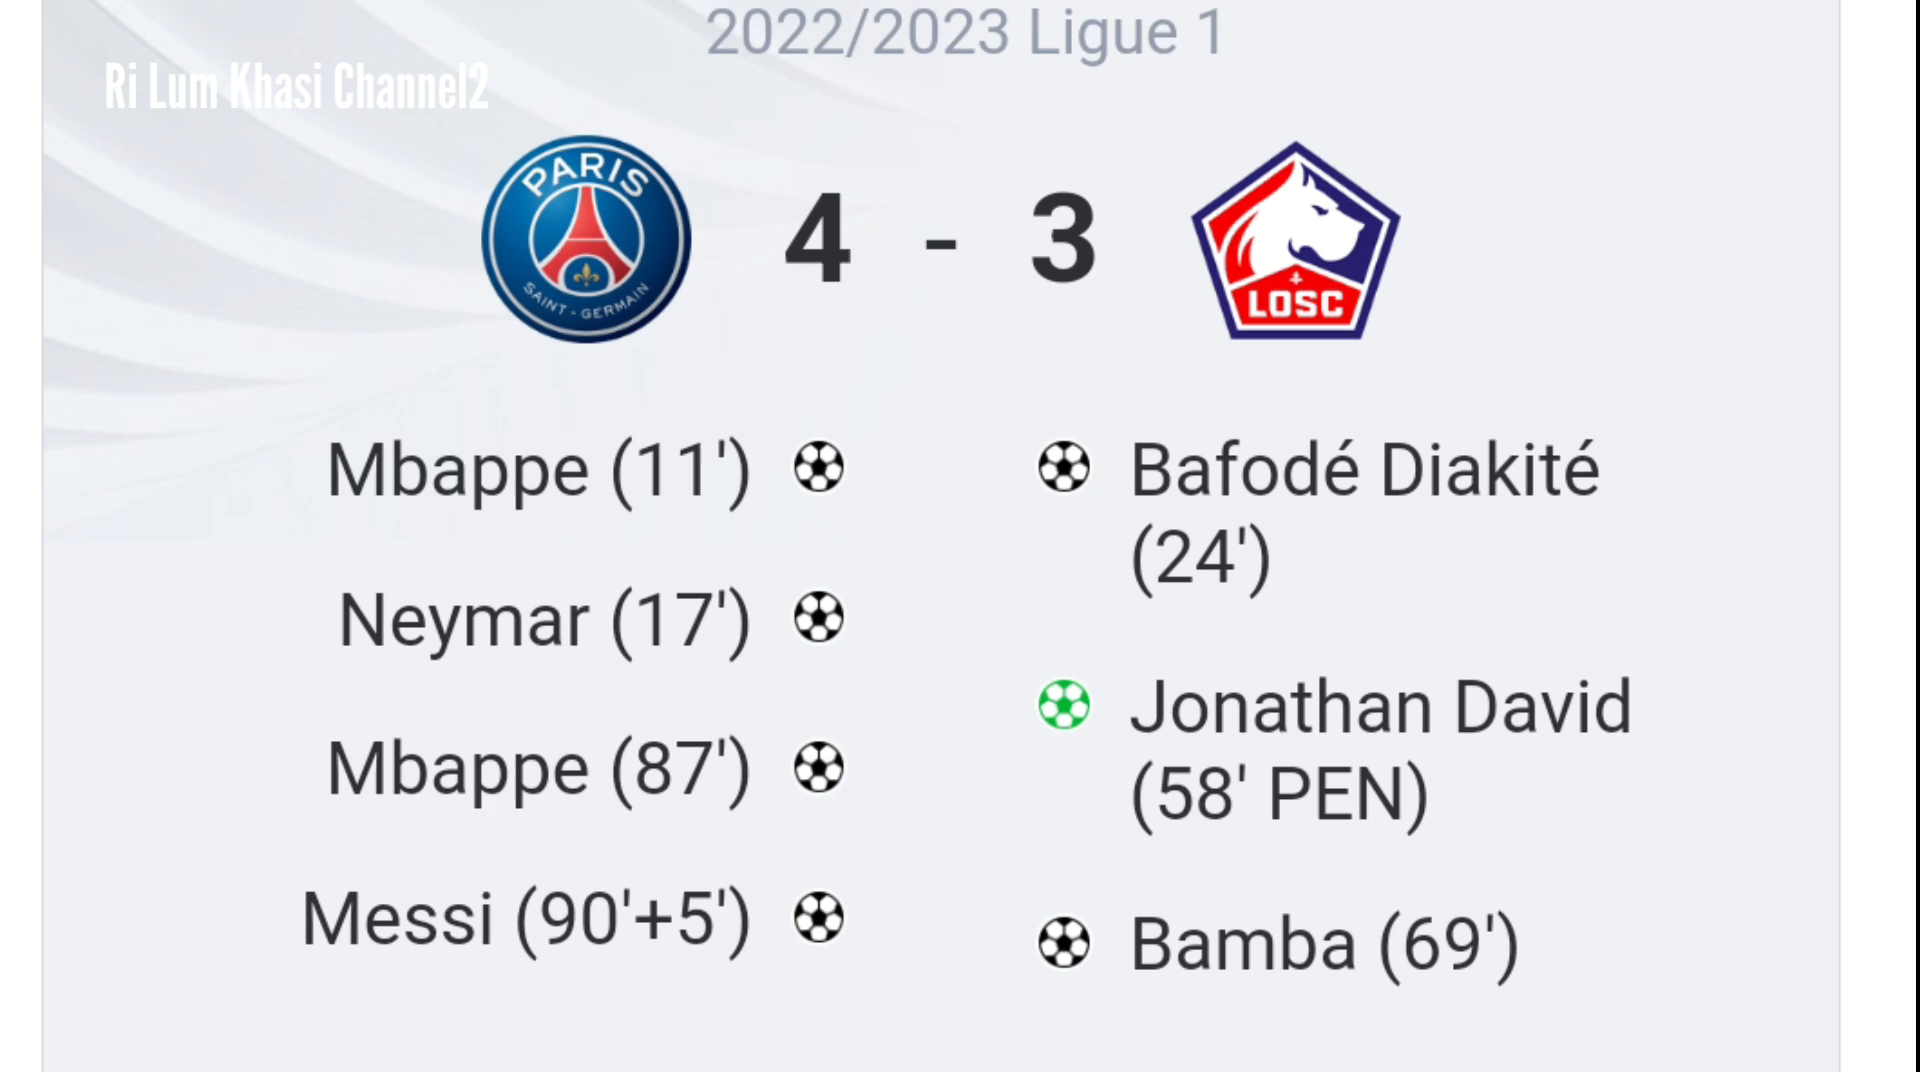 2022/2023 Ligue 1
Ri Lum Khasi Channel2
PARIS
SAINT - GERMAIN
4 - 3
LOSC
Mbappe (11')
Neymar (17')
Mbappe (87')
Messi (90'+5')
Bafodé Diakité
(24')
Jonathan David
(58' PEN)
Bamba (69')